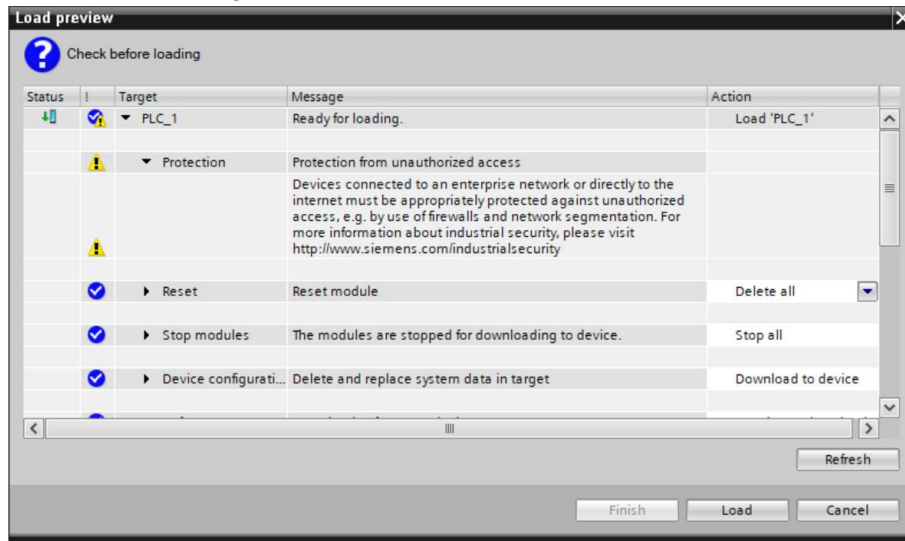 Load preview
Check before loading
Status ! Target Message Action
PLC_1 Ready for loading. Load 'PLC_1'
Protection Protection from unauthorized access
Devices connected to an enterprise network or directly to the
internet must be appropriately protected against unauthorized
access, e.g. by use of firewalls and network segmentation. For
more information about industrial security, please visit
http://www.siemens.com/industrialsecurity
Reset Reset module Delete all
Stop modules The modules are stopped for downloading to device. Stop all
Device configurati... Delete and replace system data in target Download to device
Refresh
Finish Load Cancel